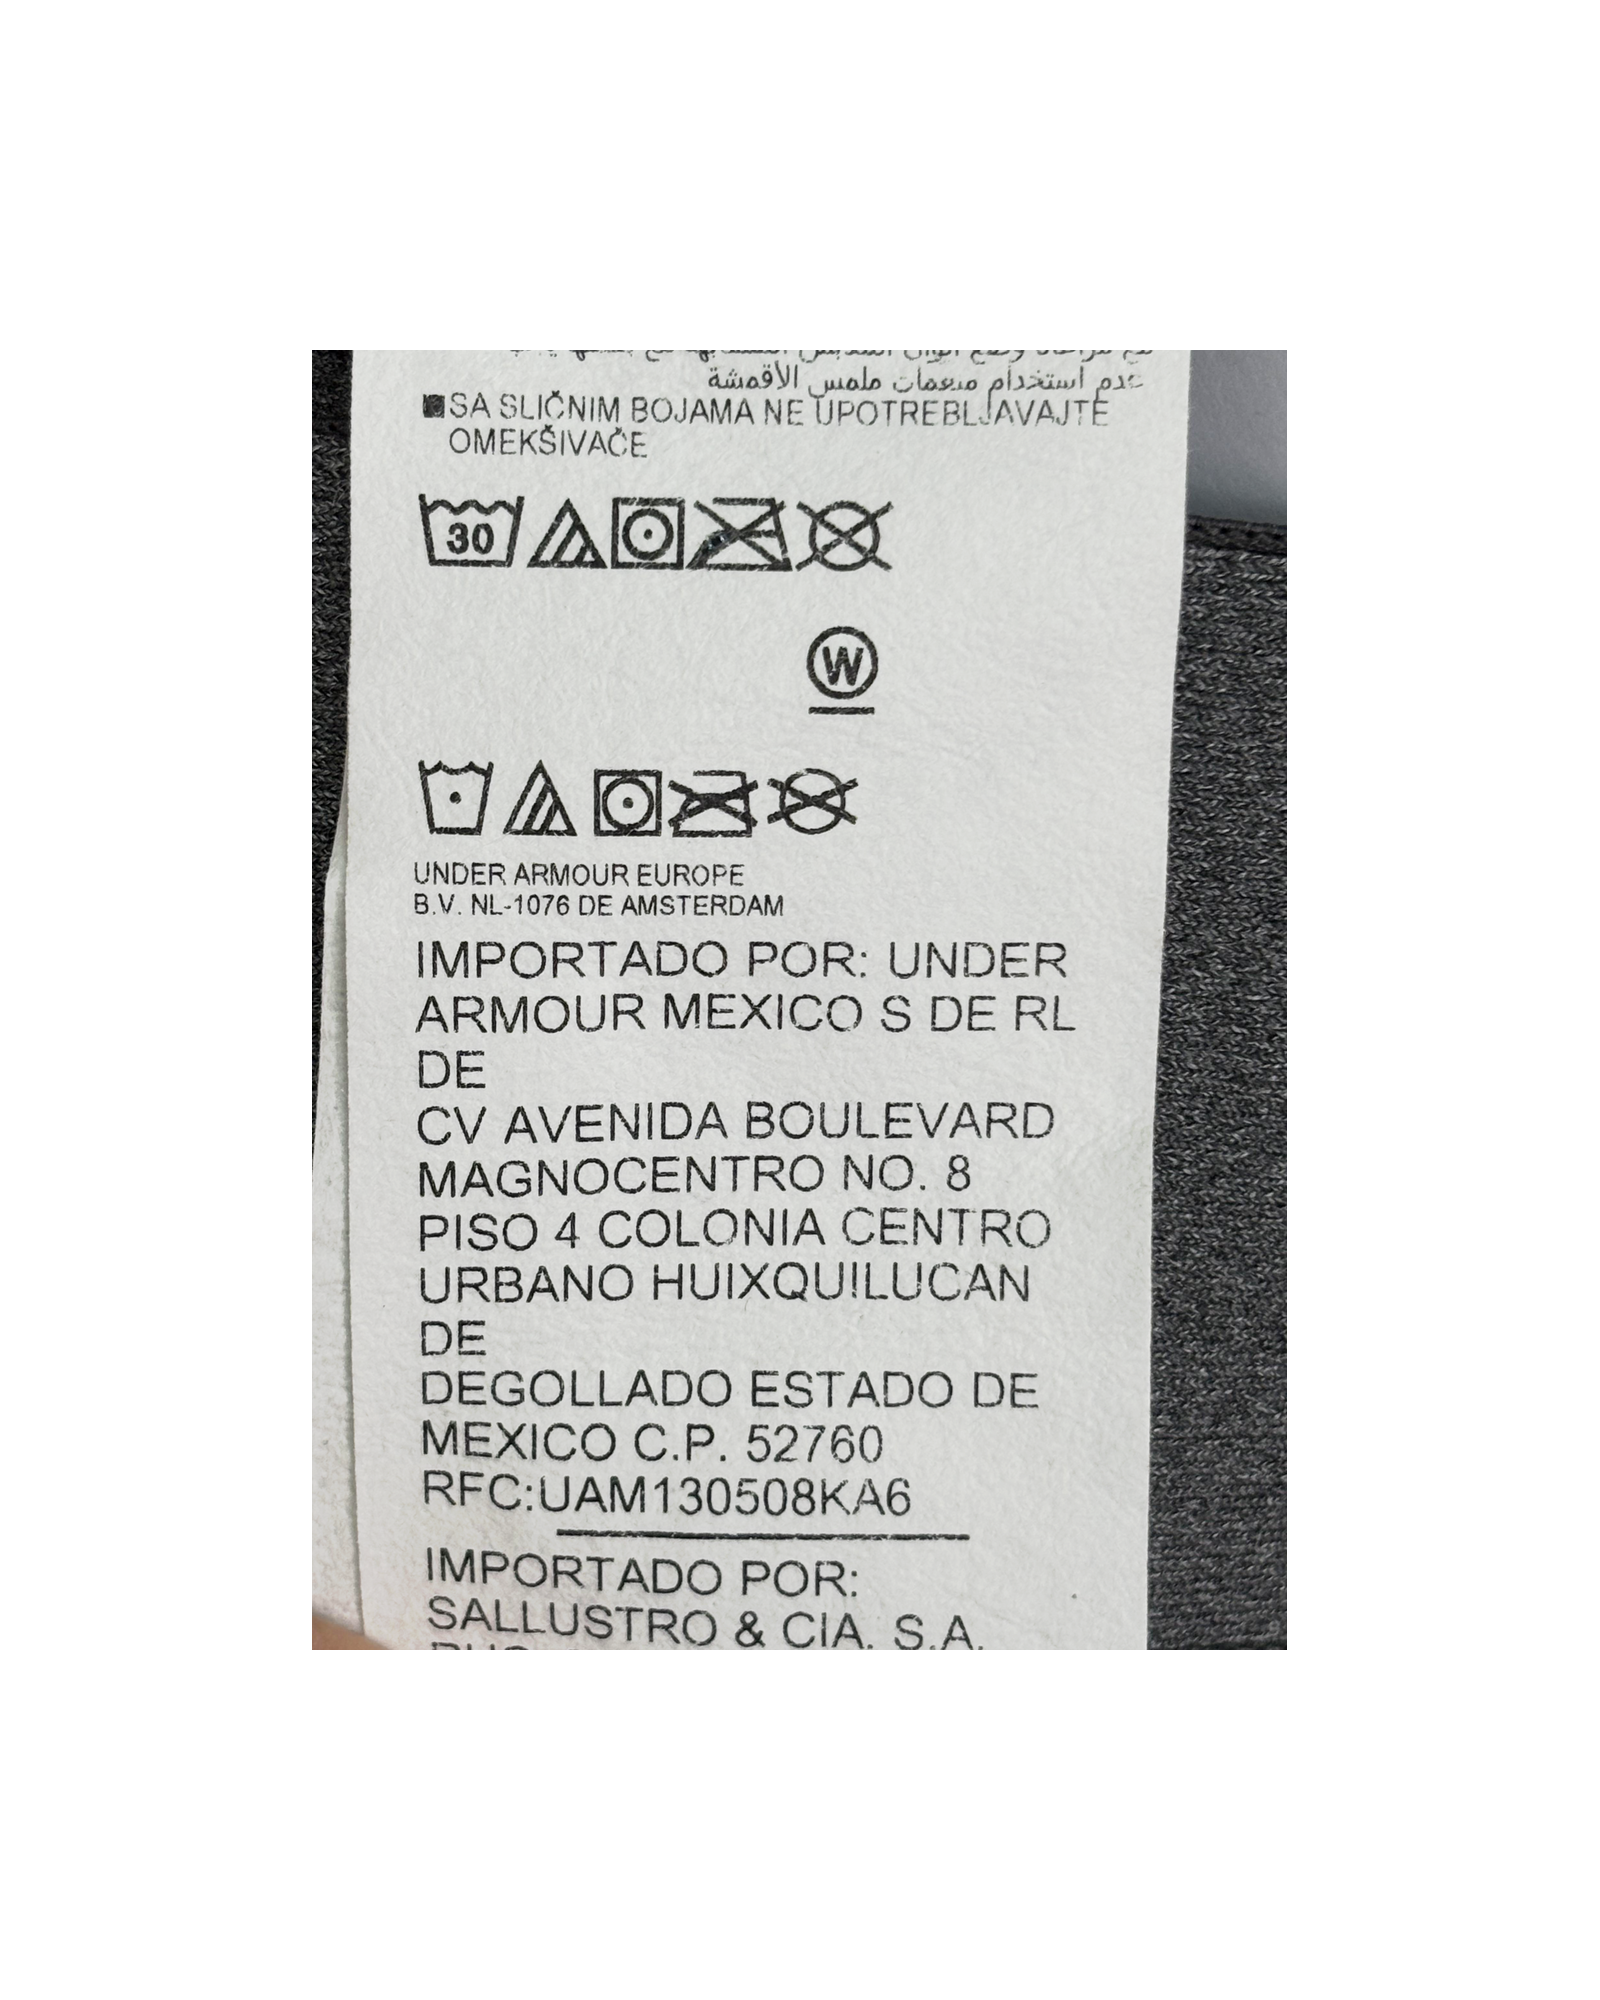 عدم استخدام منعمات ملمس الأقمشة
SA SLIČNIM BOJAMA NE UPOTREBLJAVAJTE
OMEKŠIVAČE
30
W
UNDER ARMOUR EUROPE
B.V. NL-1076 DE AMSTERDAM
IMPORTADO POR: UNDER
ARMOUR MEXICO S DE RL
DE
CV AVENIDA BOULEVARD
MAGNOCENTRO NO. 8
PISO 4 COLONIA CENTRO
URBANO HUIXQUILUCAN
DE
DEGOLLADO ESTADO DE
MEXICO C.P. 52760
RFC:UAM130508KA6
IMPORTADO POR:
SALLUSTRO & CIA. S.A.